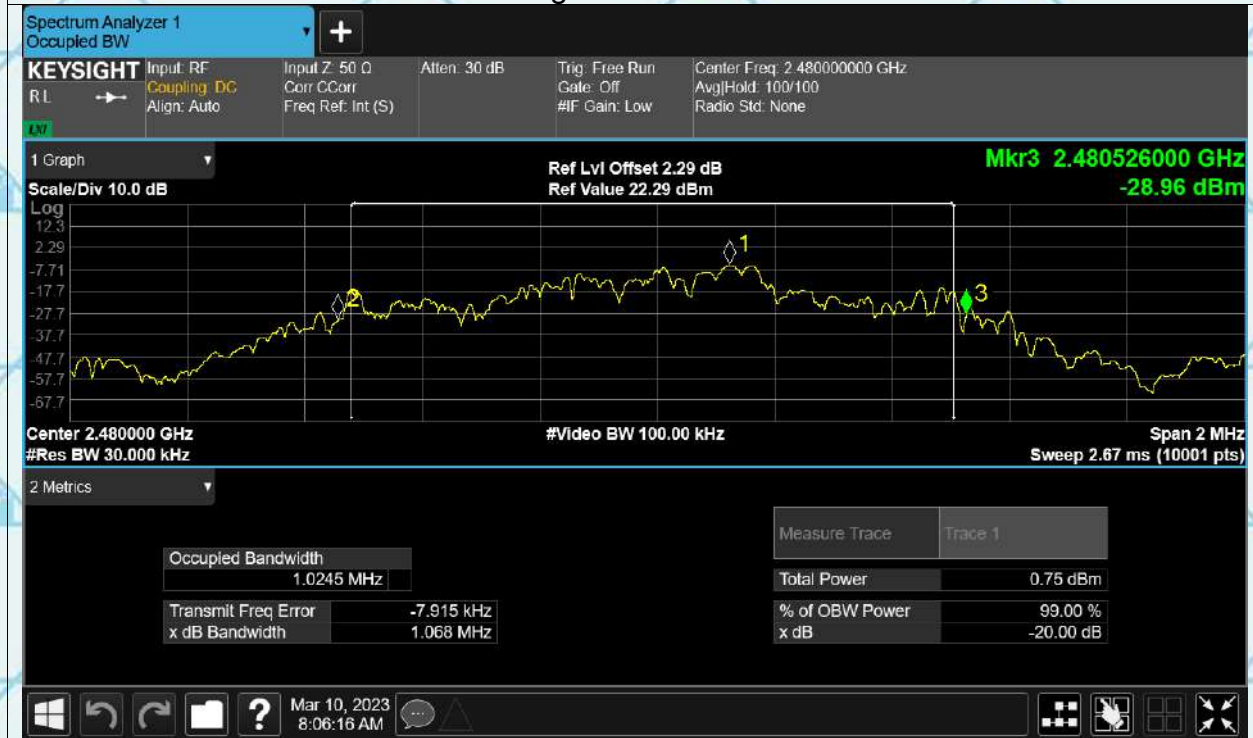 Spectrum Analyzer 1
Occupied BW
+
KEYSIGHT
RL
LXI
Input: RF
Coupling: DC
Align: Auto
Input Z: 50 Ω
Corr CCorr
Freq Ref: Int (S)
Atten: 30 dB
Trig: Free Run
Gate: Off
#IF Gain: Low
Center Freq: 2.480000000 GHz
Avg|Hold: 100/100
Radio Std: None
1 Graph
Scale/Div 10.0 dB
Ref Lvl Offset 2.29 dB
Ref Value 22.29 dBm
Mkr3 2.480526000 GHz
-28.96 dBm
Log
12.3
2.29
-7.71
-17.7
-27.7
-37.7
-47.7
-57.7
-67.7
1
2
3
Center 2.480000 GHz
#Res BW 30.000 kHz
#Video BW 100.00 kHz
Span 2 MHz
Sweep 2.67 ms (10001 pts)
2 Metrics
Occupied Bandwidth
1.0245 MHz
Transmit Freq Error -7.915 kHz
x dB Bandwidth 1.068 MHz
Measure Trace Trace 1
Total Power 0.75 dBm
% of OBW Power 99.00 %
x dB -20.00 dB
?
Mar 10, 2023
8:06:16 AM